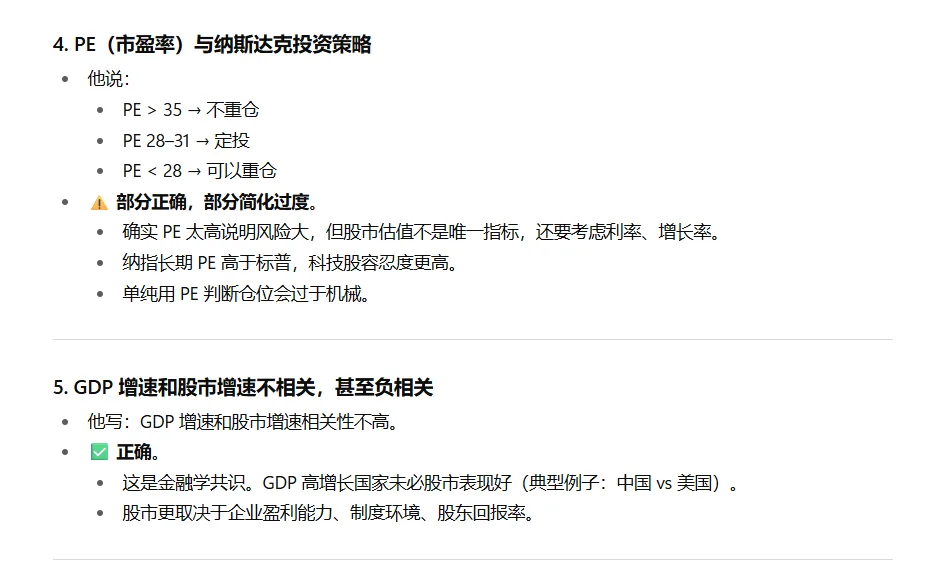 4. PE（市盈率）与纳斯达克投资策略
他说：
PE > 35 → 不重仓
PE 28–31 → 定投
PE < 28 → 可以重仓
⚠️ 部分正确，部分简化过度。
确实 PE 太高说明风险大，但股市估值不是唯一指标，还要考虑利率、增长率。
纳指长期 PE 高于标普，科技股容忍度更高。
单纯用 PE 判断仓位会过于机械。
5. GDP 增速和股市增速不相关，甚至负相关
他写：GDP 增速和股市增速相关性不高。
✅ 正确。
这是金融学共识。GDP 高增长国家未必股市表现好（典型例子：中国 vs 美国）。
股市更取决于企业盈利能力、制度环境、股东回报率。